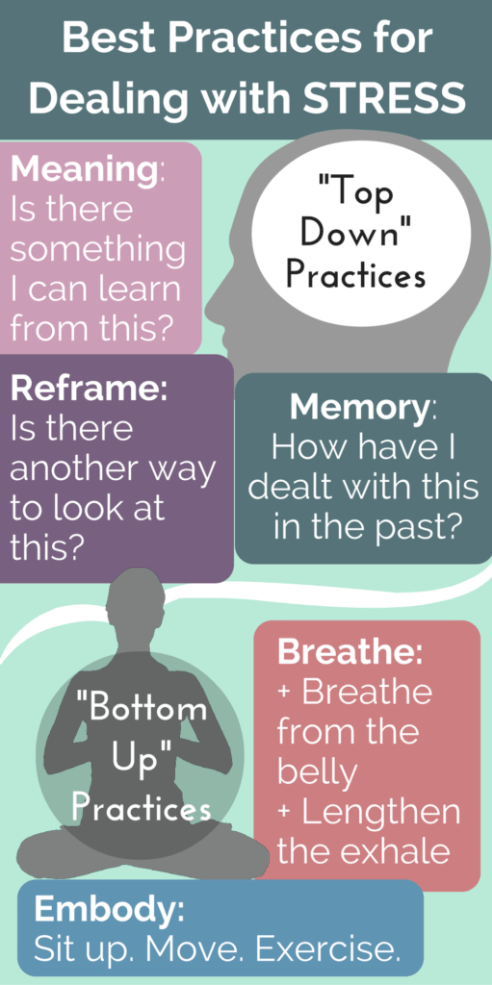 Best Practices for
Dealing with STRESS
Meaning:
Is there
something
I can learn
from this?
"Top
Down"
Practices
Reframe:
Is there
another way
to look at
this?
Memory:
How have I
dealt with this
in the past?
"Bottom
Up"
Practices
Breathe:
+ Breathe
from the
belly
+ Lengthen
the exhale
Embody:
Sit up. Move. Exercise.